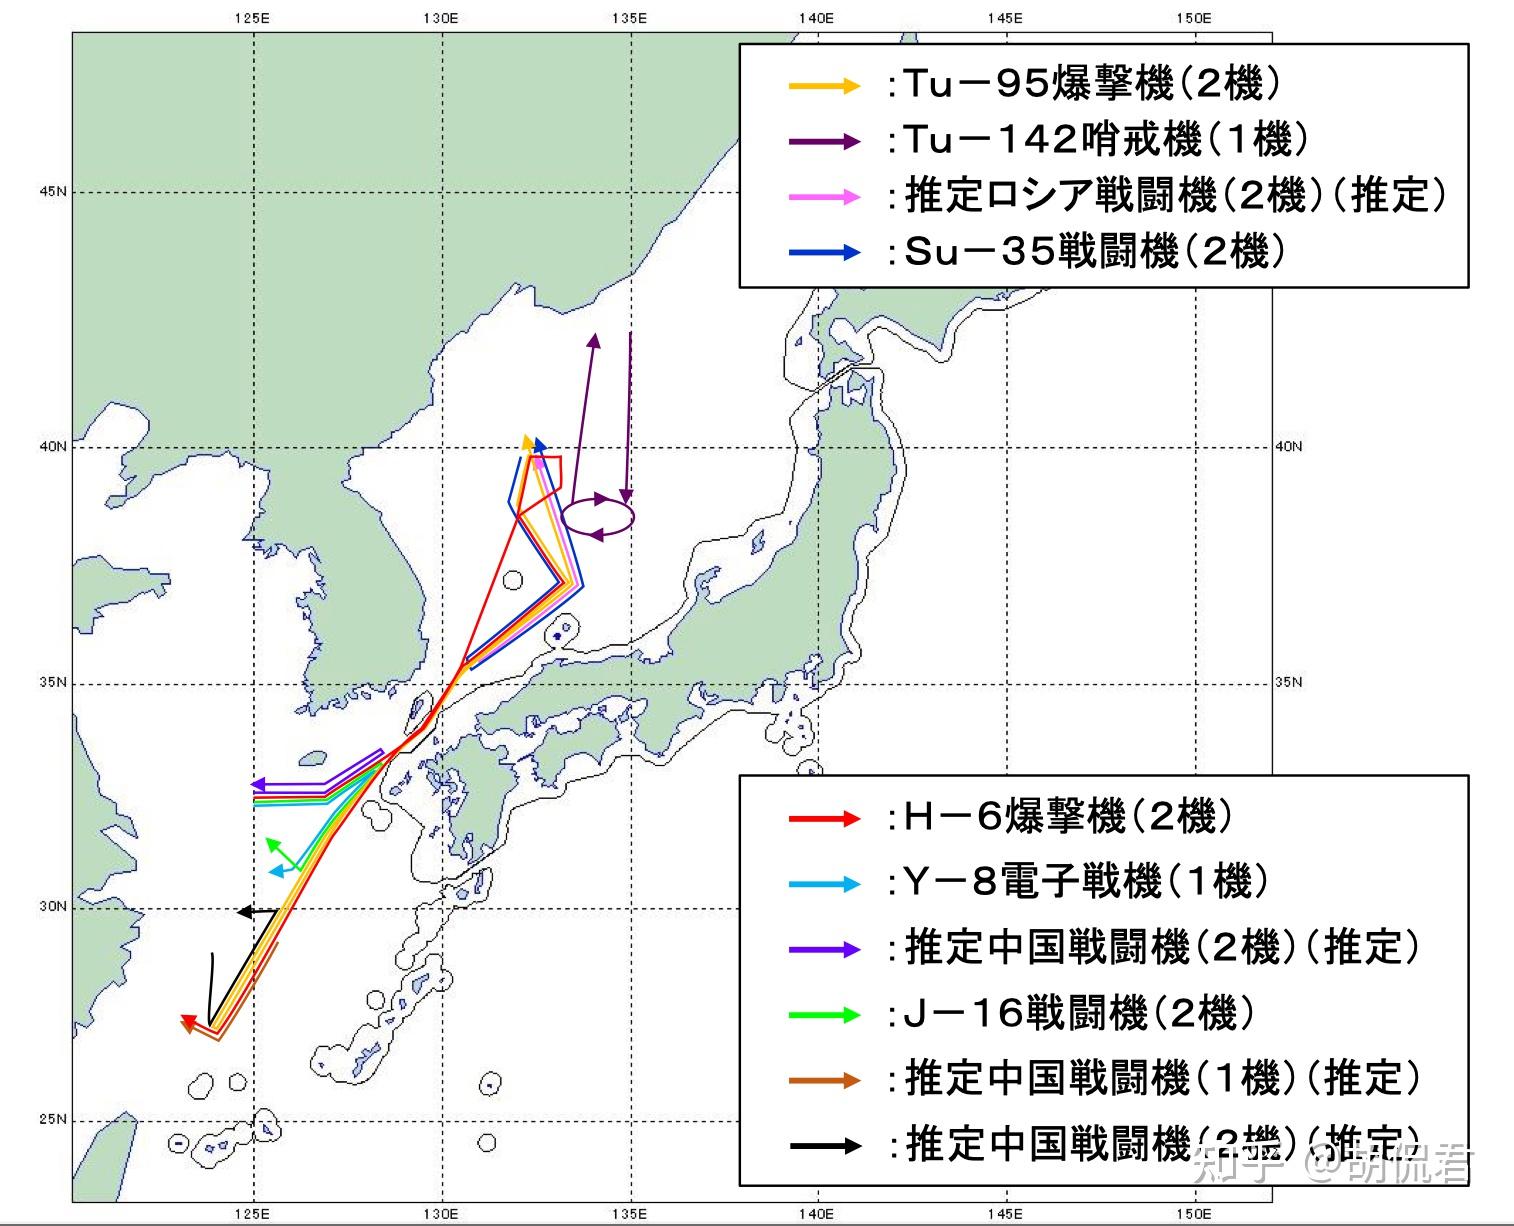 125E 130E 135E 140E 145E 150E
:Tu－95爆撃機(2機)
:Tu－142哨戒機(1機)
45N
:推定ロシア戦闘機(2機)(推定)
:Su－35戦闘機(2機)
40N 40N
35N 35N
:H－6爆撃機(2機)
:Y－8電子戦機(1機)
30N
:推定中国戦闘機(2機)(推定)
:J－16戦闘機(2機)
:推定中国戦闘機(1機)(推定)
25N
:推定中国戦闘機(2機)(推定)
知乎 @胡侃君
125E 130E 135E 140E 145E 150E